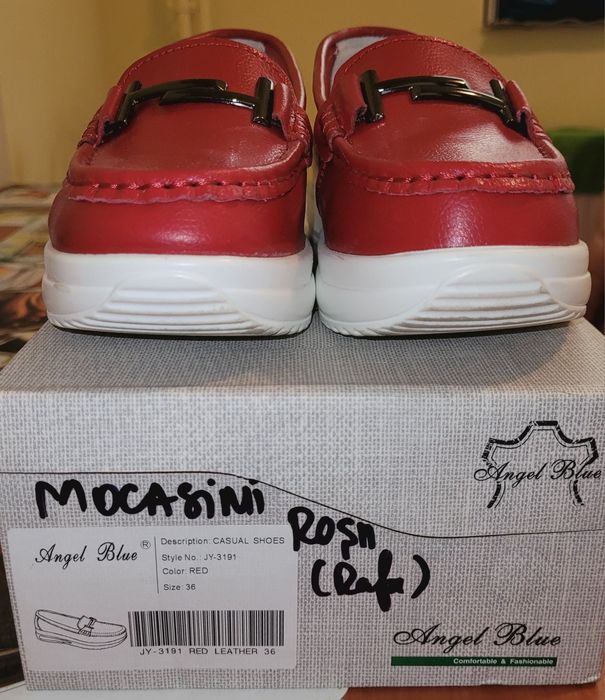 Angel Blue
MOCASINI
ROȘII
(Rafa)
Angel Blue ®
Description: CASUAL SHOES
Style No.: JY-3191
Color: RED
Size: 36
JY-3191 RED LEATHER 36
Angel Blue
Comfortable & Fashionable